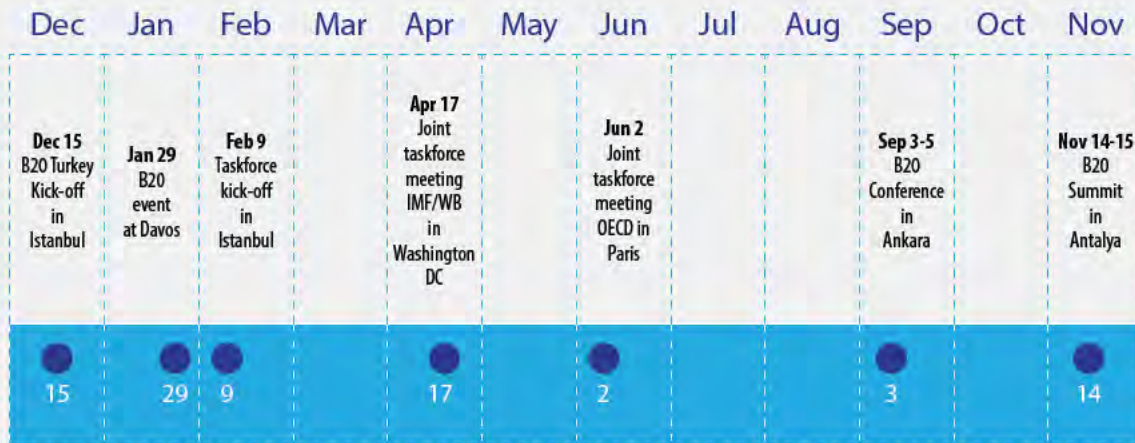 Dec Jan Feb Mar Apr May Jun Jul Aug Sep Oct Nov
Dec 15
B20 Turkey
Kick-off
in
Istanbul
Jan 29
B20
event
at Davos
Feb 9
Taskforce
kick-off
in
Istanbul
Apr 17
Joint
taskforce
meeting
IMF/WB
in
Washington
DC
Jun 2
Joint
taskforce
meeting
OECD in
Paris
Sep 3-5
B20
Conference
in
Ankara
Nov 14-15
B20
Summit
in
Antalya
15 29 9 17 2 3 14